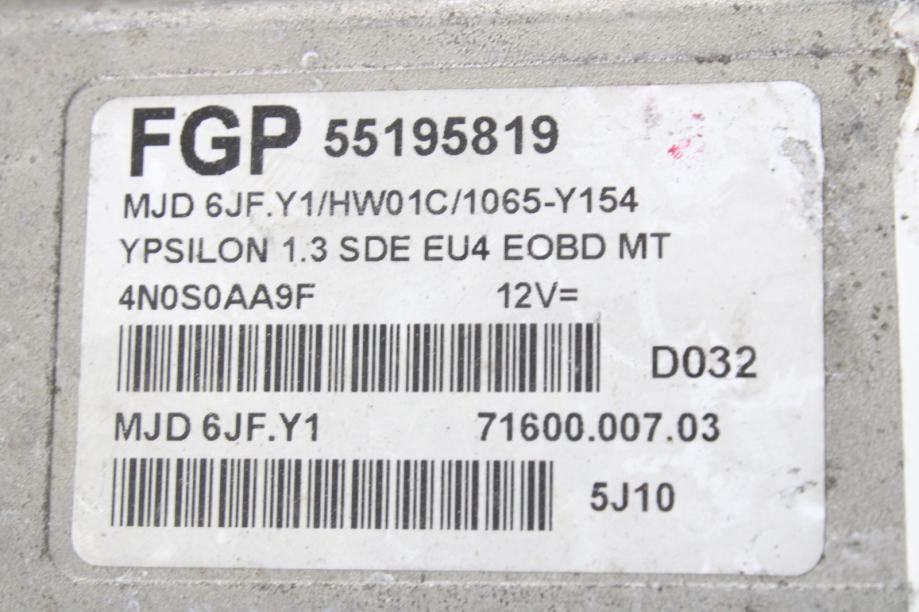 FGP 55195819
MJD 6JF.Y1/HW01C/1065-Y154
YPSILON 1.3 SDE EU4 EOBD MT
4N0S0AA9F 12V=
D032
MJD 6JF.Y1 71600.007.03
5J10